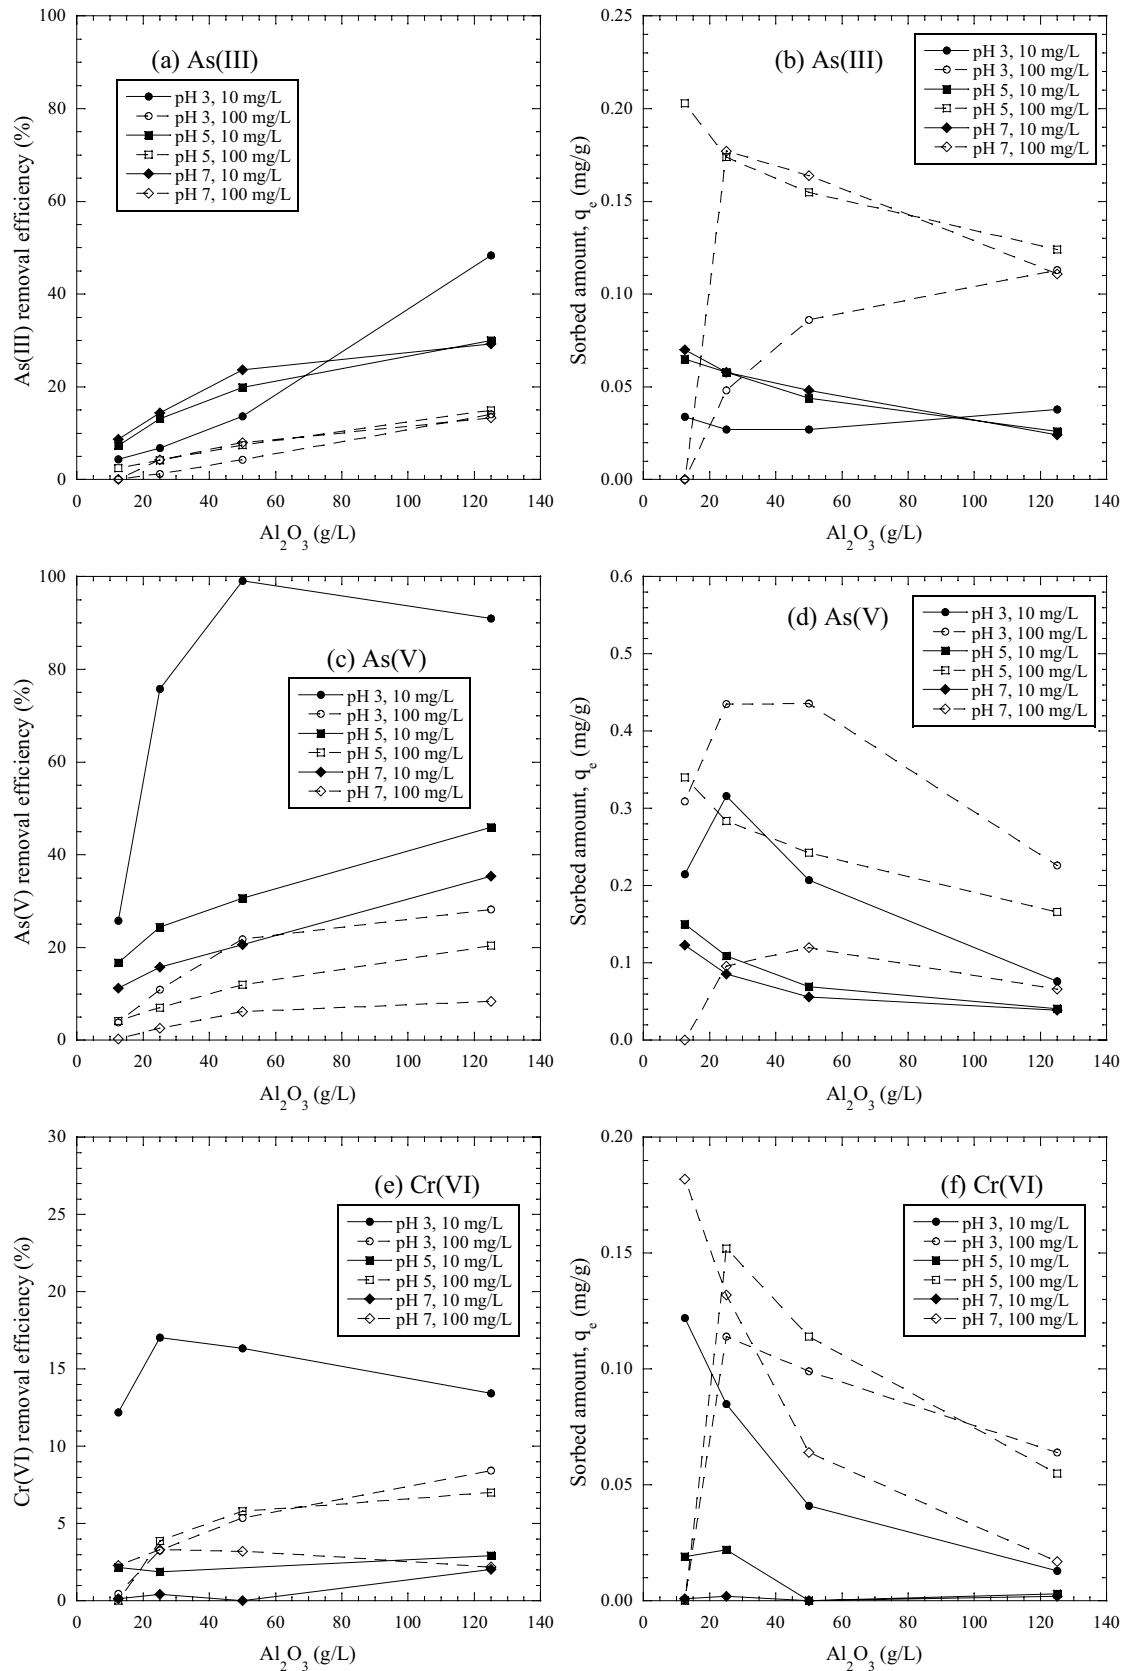 (a) As(III)
pH 3, 10 mg/L
pH 3, 100 mg/L
pH 5, 10 mg/L
pH 5, 100 mg/L
pH 7, 10 mg/L
pH 7, 100 mg/L
As(III) removal efficiency (%)
100
80
60
40
20
0
0 20 40 60 80 100 120 140
Al₂O₃ (g/L)
(b) As(III)
pH 3, 10 mg/L
pH 3, 100 mg/L
pH 5, 10 mg/L
pH 5, 100 mg/L
pH 7, 10 mg/L
pH 7, 100 mg/L
Sorbed amount, qₑ (mg/g)
0.25
0.20
0.15
0.10
0.05
0.00
0 20 40 60 80 100 120 140
Al₂O₃ (g/L)
(c) As(V)
pH 3, 10 mg/L
pH 3, 100 mg/L
pH 5, 10 mg/L
pH 5, 100 mg/L
pH 7, 10 mg/L
pH 7, 100 mg/L
As(V) removal efficiency (%)
100
80
60
40
20
0
0 20 40 60 80 100 120 140
Al₂O₃ (g/L)
(d) As(V)
pH 3, 10 mg/L
pH 3, 100 mg/L
pH 5, 10 mg/L
pH 5, 100 mg/L
pH 7, 10 mg/L
pH 7, 100 mg/L
Sorbed amount, qₑ (mg/g)
0.6
0.5
0.4
0.3
0.2
0.1
0.0
0 20 40 60 80 100 120 140
Al₂O₃ (g/L)
(e) Cr(VI)
pH 3, 10 mg/L
pH 3, 100 mg/L
pH 5, 10 mg/L
pH 5, 100 mg/L
pH 7, 10 mg/L
pH 7, 100 mg/L
Cr(VI) removal efficiency (%)
30
25
20
15
10
5
0
0 20 40 60 80 100 120 140
Al₂O₃ (g/L)
(f) Cr(VI)
pH 3, 10 mg/L
pH 3, 100 mg/L
pH 5, 10 mg/L
pH 5, 100 mg/L
pH 7, 10 mg/L
pH 7, 100 mg/L
Sorbed amount, qₑ (mg/g)
0.20
0.15
0.10
0.05
0.00
0 20 40 60 80 100 120 140
Al₂O₃ (g/L)